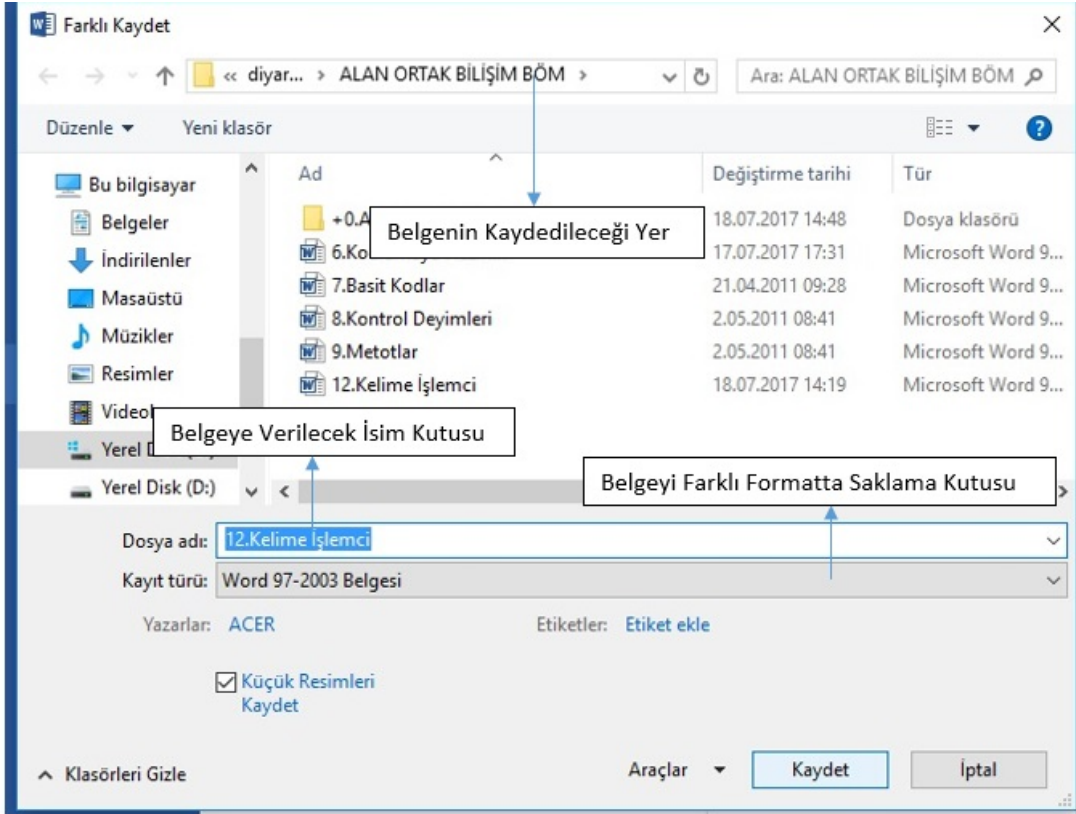 Farklı Kaydet
« diyar... › ALAN ORTAK BİLİŞİM BÖM ›
Ara: ALAN ORTAK BİLİŞİM BÖM
Düzenle
Yeni klasör
Bu bilgisayar
Belgeler
İndirilenler
Masaüstü
Müzikler
Resimler
Yerel
Yerel Disk (D:)
Ad Değiştirme tarihi Tür
+0.A 18.07.2017 14:48 Dosya klasörü
6.Ko 17.07.2017 17:31 Microsoft Word 9...
7.Basit Kodlar 21.04.2011 09:28 Microsoft Word 9...
8.Kontrol Deyimleri 2.05.2011 08:41 Microsoft Word 9...
9.Metotlar 2.05.2011 08:41 Microsoft Word 9...
12.Kelime İşlemci 18.07.2017 14:19 Microsoft Word 9...
Belgenin Kaydedileceği Yer
Belgeye Verilecek İsim Kutusu
Belgeyi Farklı Formatta Saklama Kutusu
Dosya adı: 12.Kelime İşlemci
Kayıt türü: Word 97-2003 Belgesi
Yazarlar: ACER Etiketler: Etiket ekle
Küçük Resimleri
Kaydet
Klasörleri Gizle
Araçlar Kaydet İptal